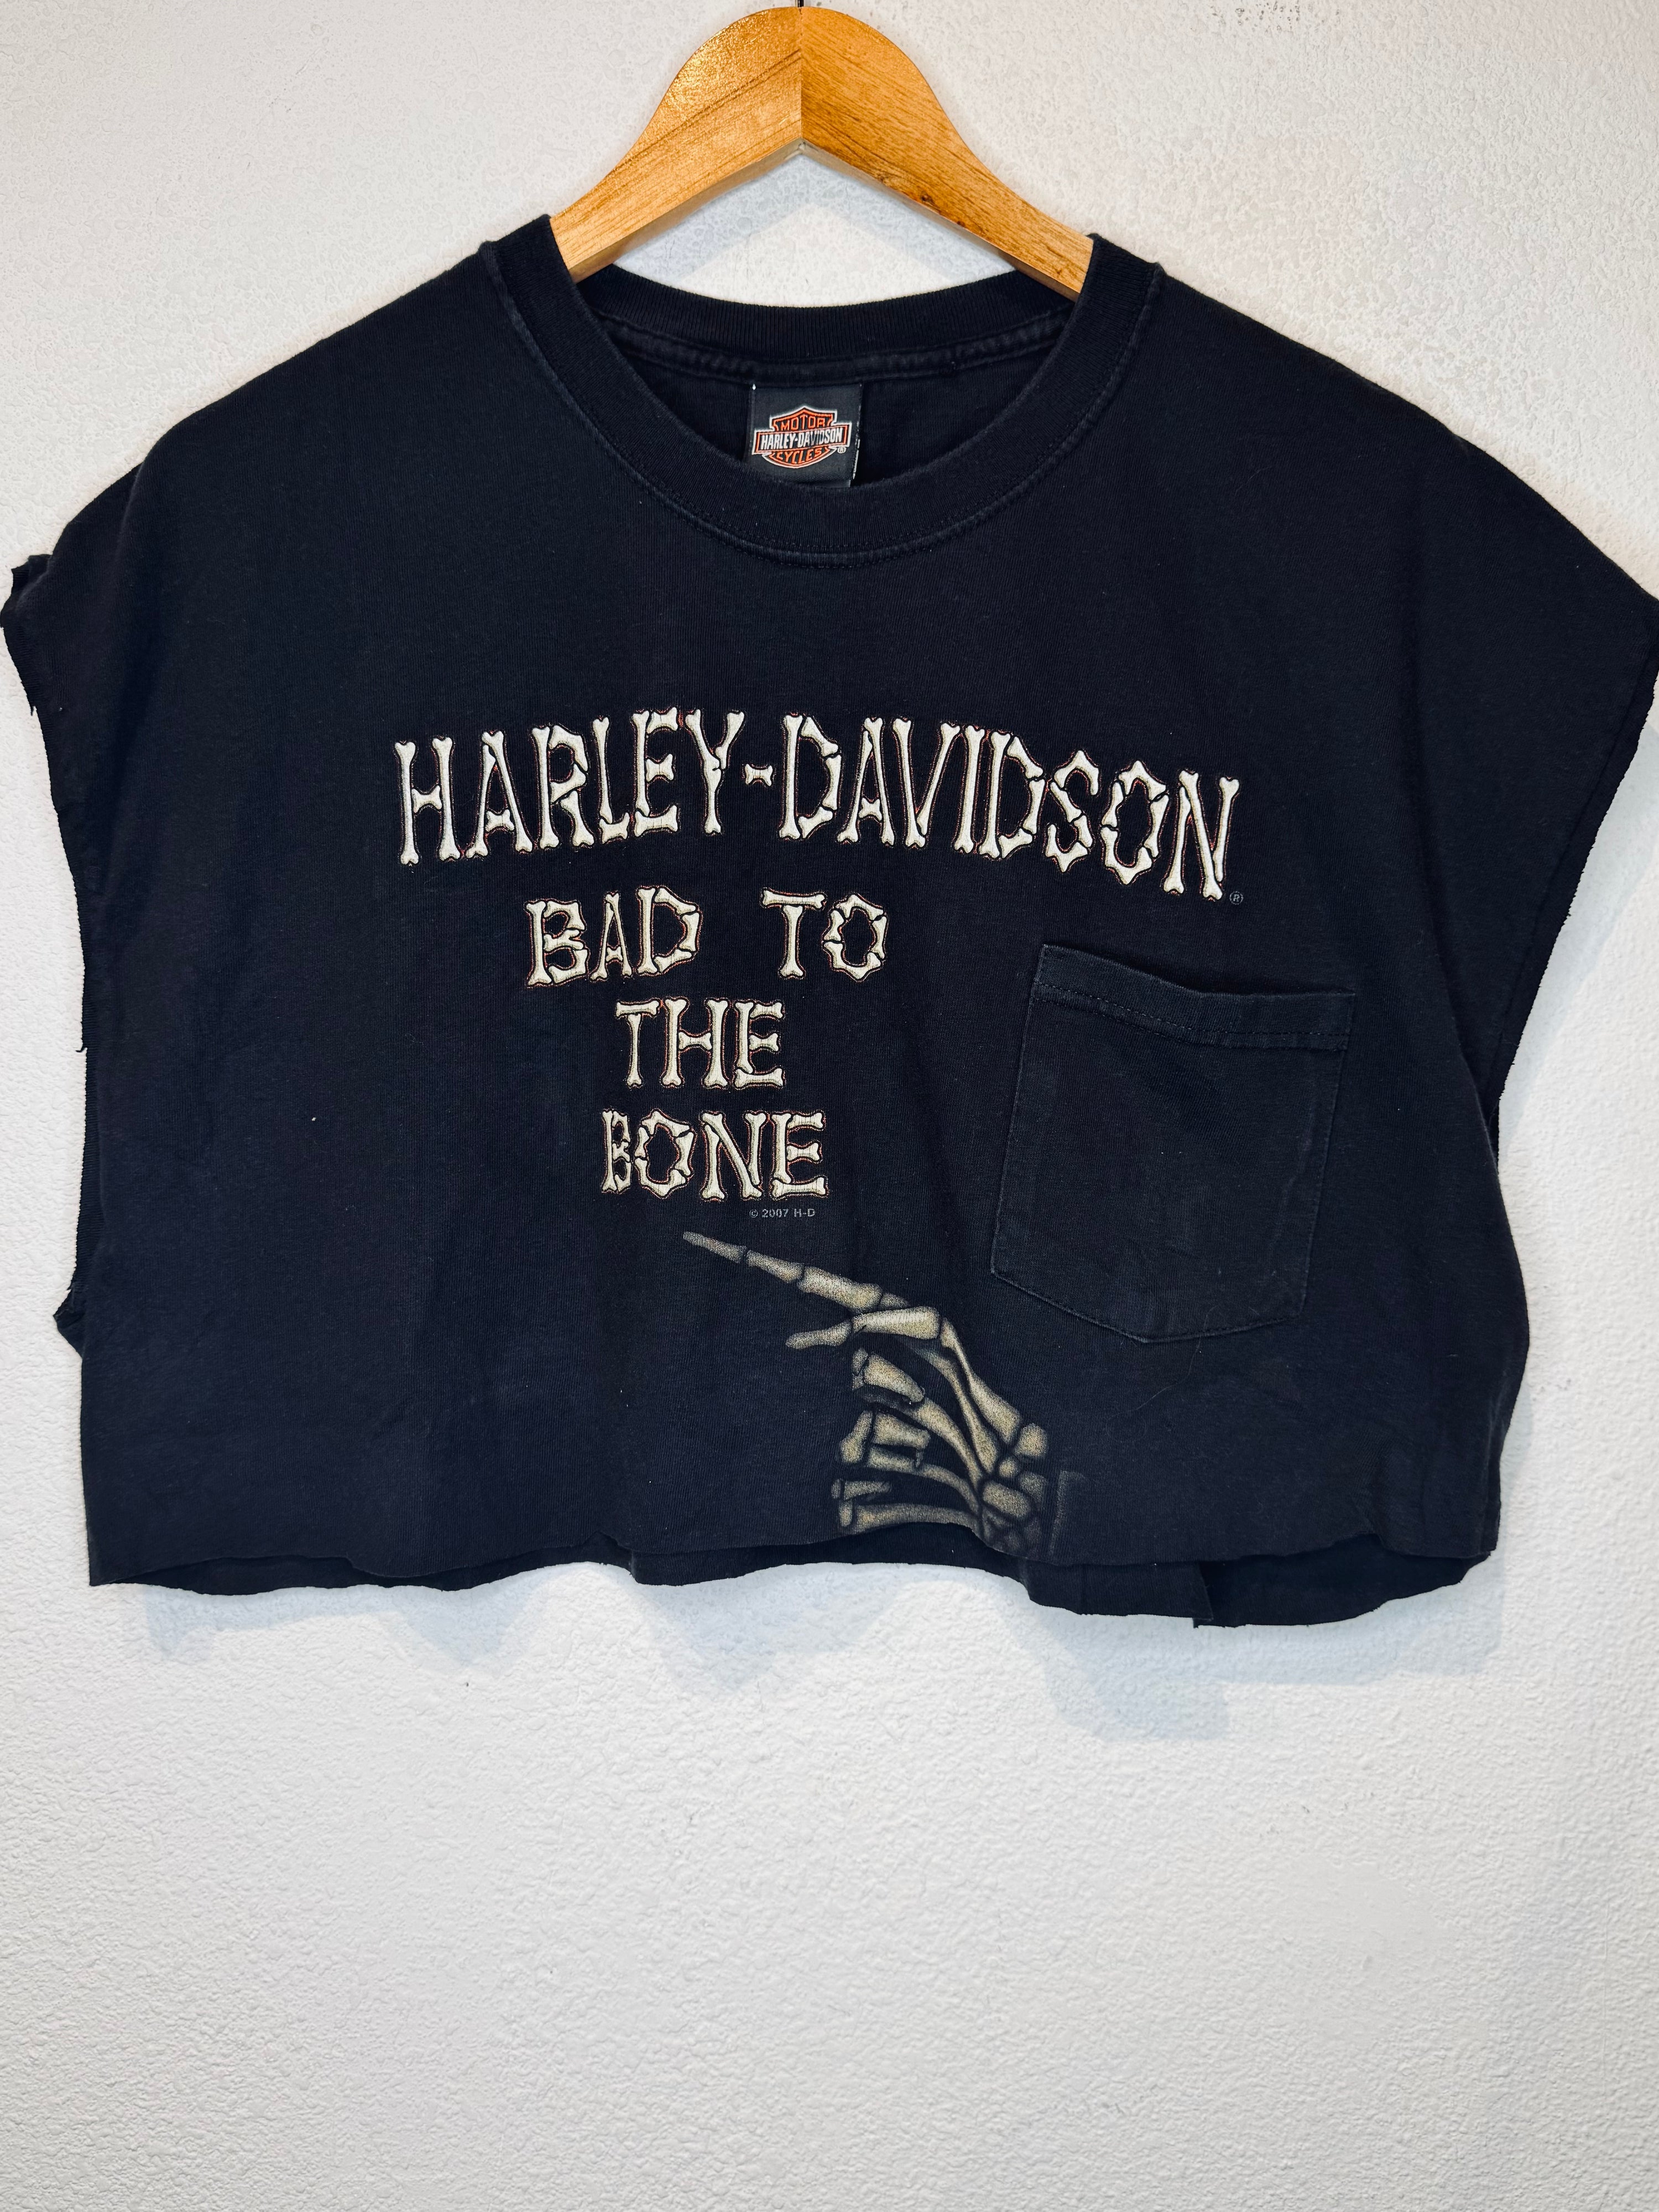 MOTOR
HARLEY-DAVIDSON
CYCLES ®
HARLEY-DAVIDSON ®
BAD TO
THE
BONE
© 2007 H-D